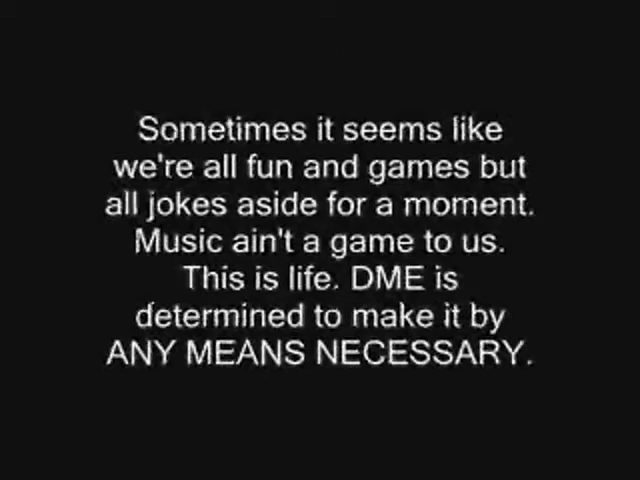 Sometimes it seems like
we're all fun and games but
all jokes aside for a moment.
Music ain't a game to us.
This is life. DME is
determined to make it by
ANY MEANS NECESSARY.